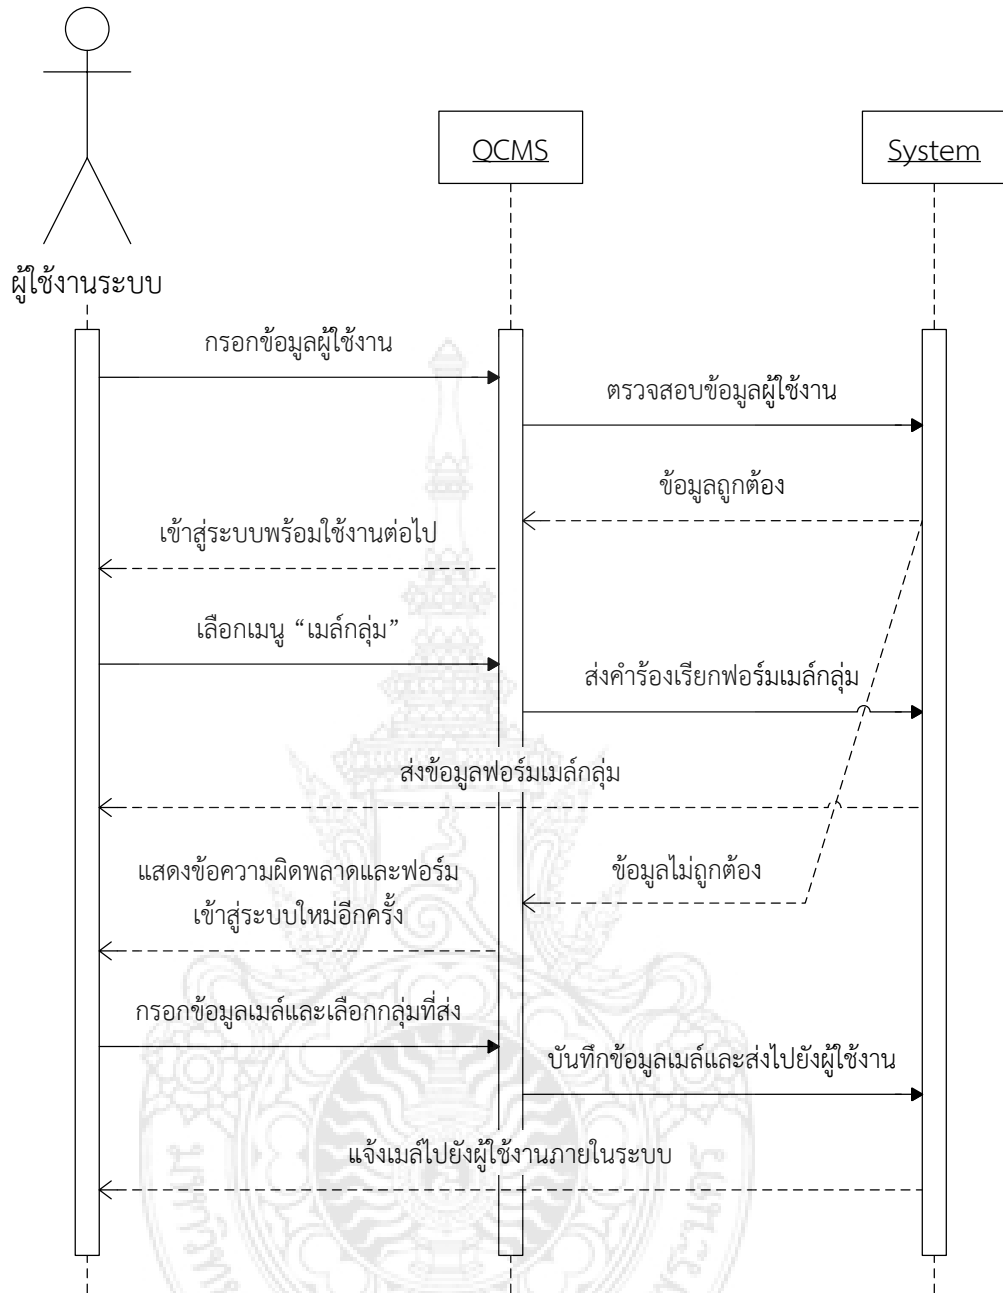 QCMS
System
ผู้ใช้งานระบบ
กรอกข้อมูลผู้ใช้งาน
ตรวจสอบข้อมูลผู้ใช้งาน
ข้อมูลถูกต้อง
เข้าสู่ระบบพร้อมใช้งานต่อไป
เลือกเมนู “เมล์กลุ่ม”
ส่งคำร้องเรียกฟอร์มเมล์กลุ่ม
ส่งข้อมูลฟอร์มเมล์กลุ่ม
แสดงข้อความผิดพลาดและฟอร์ม
เข้าสู่ระบบใหม่อีกครั้ง
ข้อมูลไม่ถูกต้อง
กรอกข้อมูลเมล์และเลือกกลุ่มที่ส่ง
บันทึกข้อมูลเมล์และส่งไปยังผู้ใช้งาน
แจ้งเมล์ไปยังผู้ใช้งานภายในระบบ